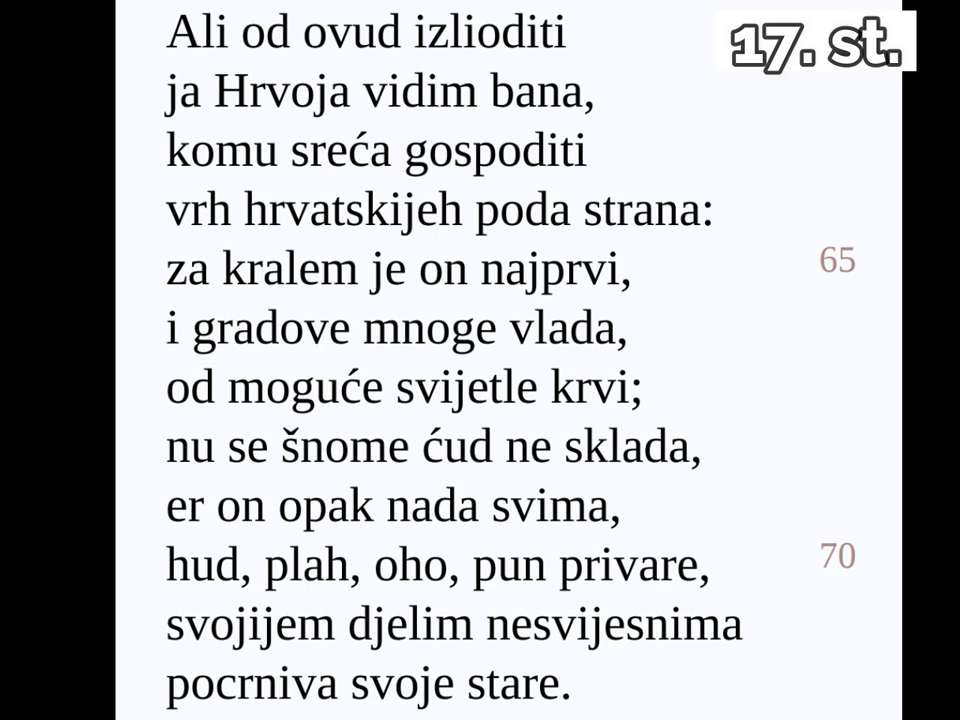 17. st.
Ali od ovud izlioditi
ja Hrvoja vidim bana,
komu sreća gospoditi
vrh hrvatskijeh poda strana:
za kralem je on najprvi, 65
i gradove mnoge vlada,
od moguće svijetle krvi;
nu se šnome ćud ne sklada,
er on opak nada svima,
hud, plah, oho, pun privare, 70
svojijem djelim nesvijesnima
pocrniva svoje stare.